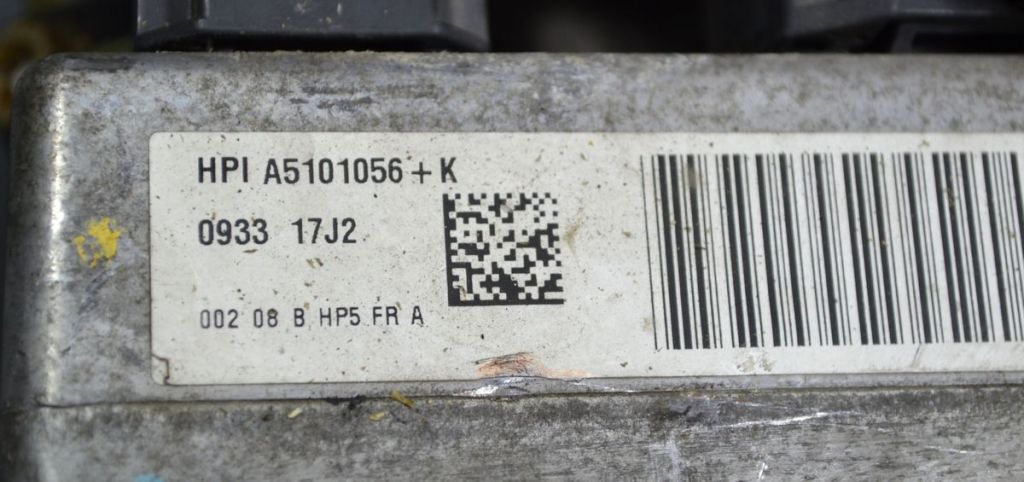 HPI A5101056+K
0933 17J2
002 08 B HP5 FR A